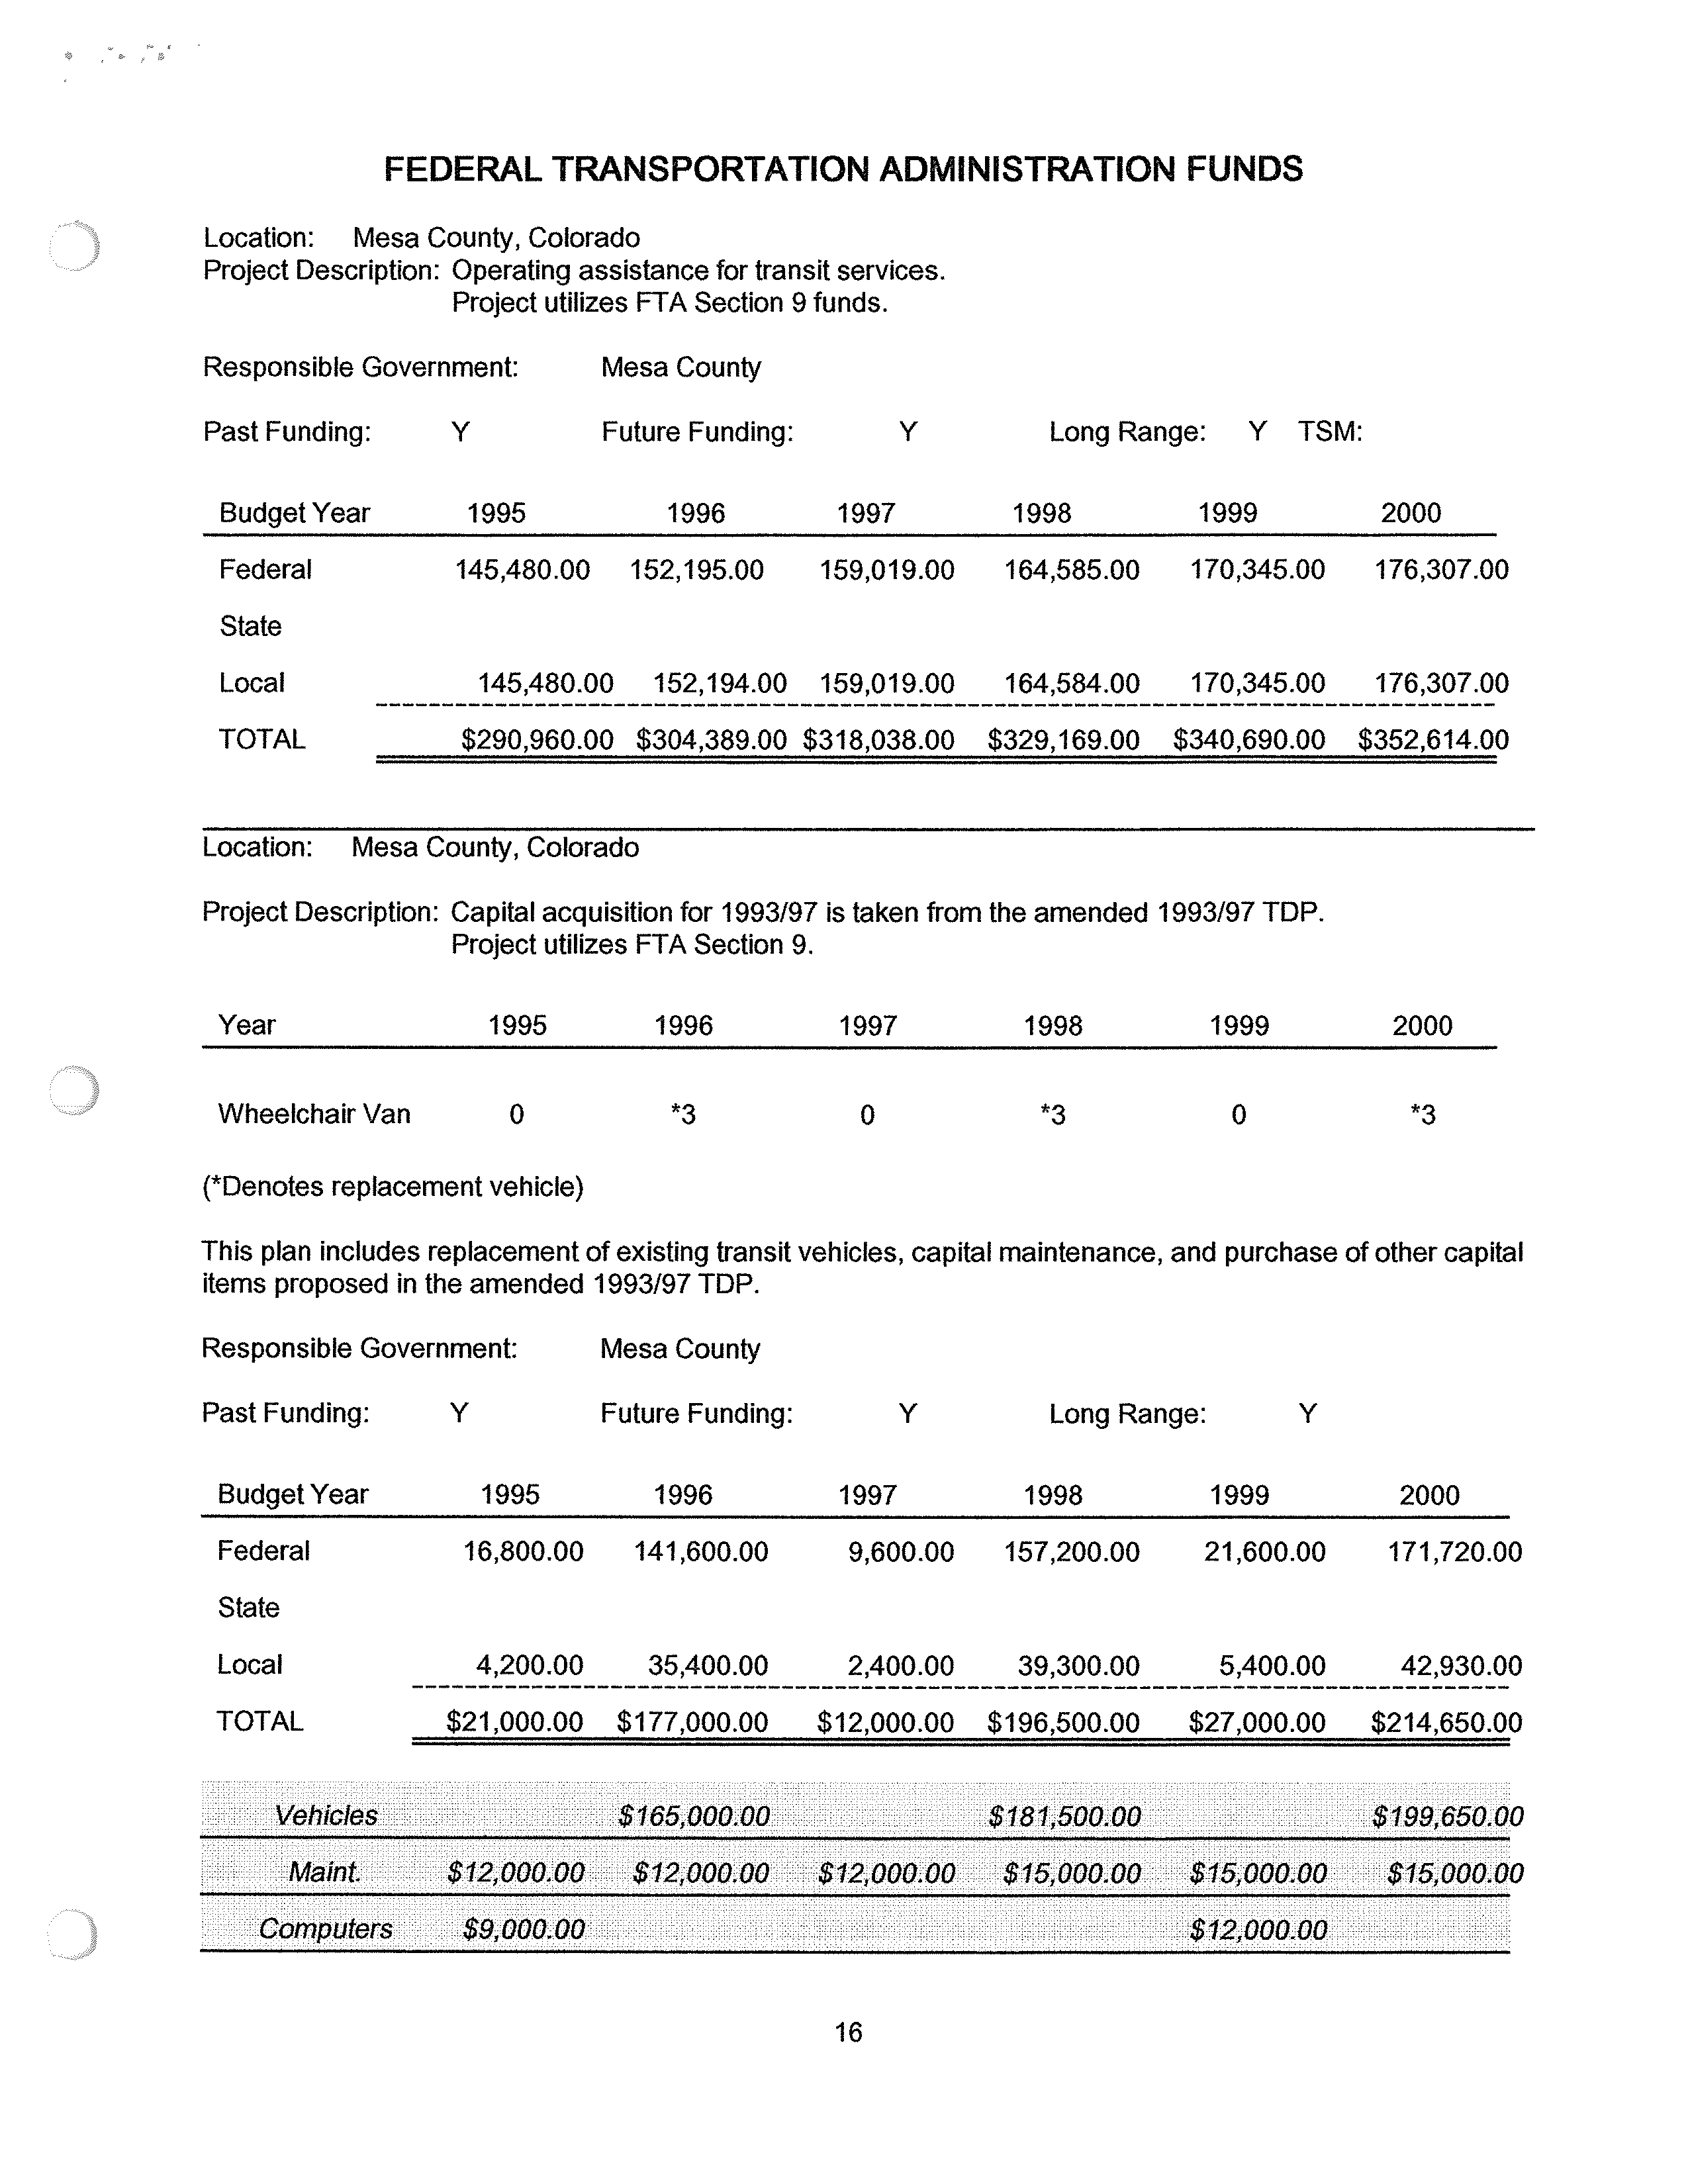 FEDERAL TRANSPORTATION ADMINISTRATION FUNDS
Location: Mesa County, Colorado
Project Description: Operating assistance for transit services.
Project utilizes FTA Section 9 funds.
Responsible Government: Mesa County
Past Funding: Y Future Funding: Y Long Range: Y TSM:
Budget Year 1995 1996 1997 1998 1999 2000
Federal 145,480.00 152,195.00 159,019.00 164,585.00 170,345.00 176,307.00
State
Local 145,480.00 152,194.00 159,019.00 164,584.00 170,345.00 176,307.00
TOTAL $290,960.00 $304,389.00 $318,038.00 $329,169.00 $340,690.00 $352,614.00
Location: Mesa County, Colorado
Project Description: Capital acquisition for 1993/97 is taken from the amended 1993/97 TDP.
Project utilizes FTA Section 9.
Year 1995 1996 1997 1998 1999 2000
Wheelchair Van 0 *3 0 *3 0 *3
(*Denotes replacement vehicle)
This plan includes replacement of existing transit vehicles, capital maintenance, and purchase of other capital
items proposed in the amended 1993/97 TDP.
Responsible Government: Mesa County
Past Funding: Y Future Funding: Y Long Range: Y
Budget Year 1995 1996 1997 1998 1999 2000
Federal 16,800.00 141,600.00 9,600.00 157,200.00 21,600.00 171,720.00
State
Local 4,200.00 35,400.00 2,400.00 39,300.00 5,400.00 42,930.00
TOTAL $21,000.00 $177,000.00 $12,000.00 $196,500.00 $27,000.00 $214,650.00
Vehicles $165,000.00 $181,500.00 $199,650.00
Maint. $12,000.00 $12,000.00 $12,000.00 $15,000.00 $15,000.00 $15,000.00
Computers $9,000.00 $12,000.00
16